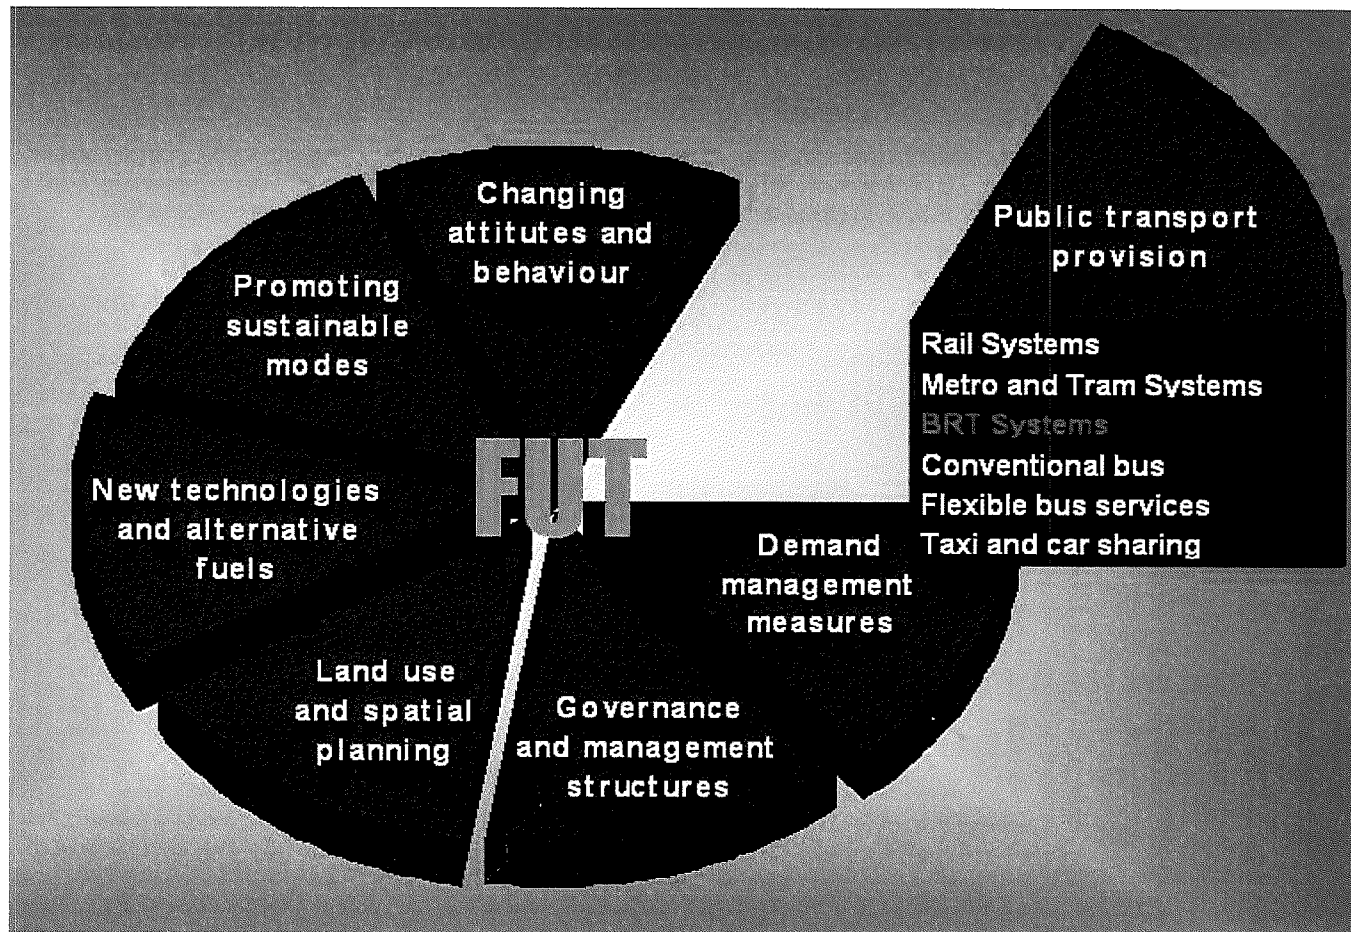 Changing
attitutes and
behaviour
Public transport
provision
Promoting
sustainable
modes
Rail Systems
Metro and Tram Systems
BRT Systems
Conventional bus
Flexible bus services
Taxi and car sharing
FUT
New technologies
and alternative
fuels
Demand
management
measures
Land use
and spatial
planning
Governance
and management
structures